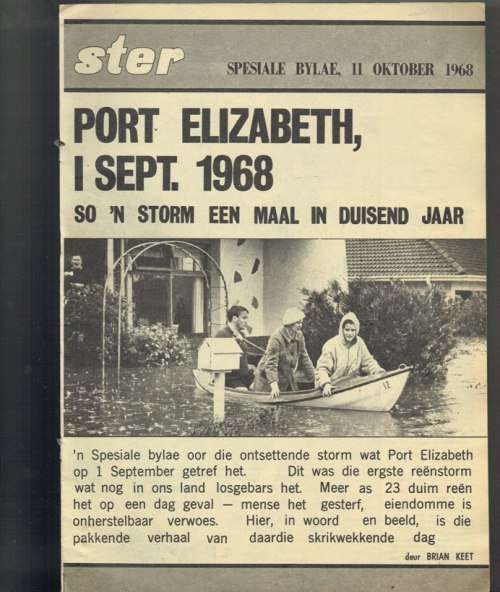 ster
SPESIALE BYLAE, 11 OKTOBER 1968
PORT ELIZABETH,
1 SEPT. 1968
SO 'N STORM EEN MAAL IN DUISEND JAAR
12
'n Spesiale bylae oor die ontsettende storm wat Port Elizabeth
op 1 September getref het. Dit was die ergste reënstorm
wat nog in ons land losgebars het. Meer as 23 duim reën
het op een dag geval — mense het gesterf, eiendomme is
onherstelbaar verwoes. Hier, in woord en beeld, is die
pakkende verhaal van daardie skrikwekkende dag
deur BRIAN KEET